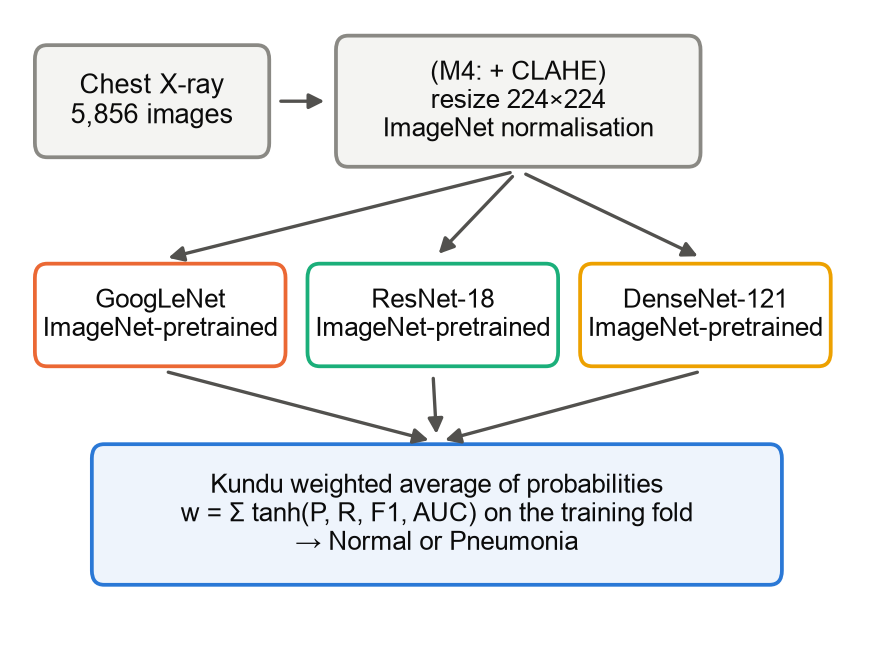 Chest X-ray
5,856 images
(M4: + CLAHE)
resize 224×224
ImageNet normalisation
GoogLeNet
ImageNet-pretrained
ResNet-18
ImageNet-pretrained
DenseNet-121
ImageNet-pretrained
Kundu weighted average of probabilities
w = Σ tanh(P, R, F1, AUC) on the training fold
→ Normal or Pneumonia